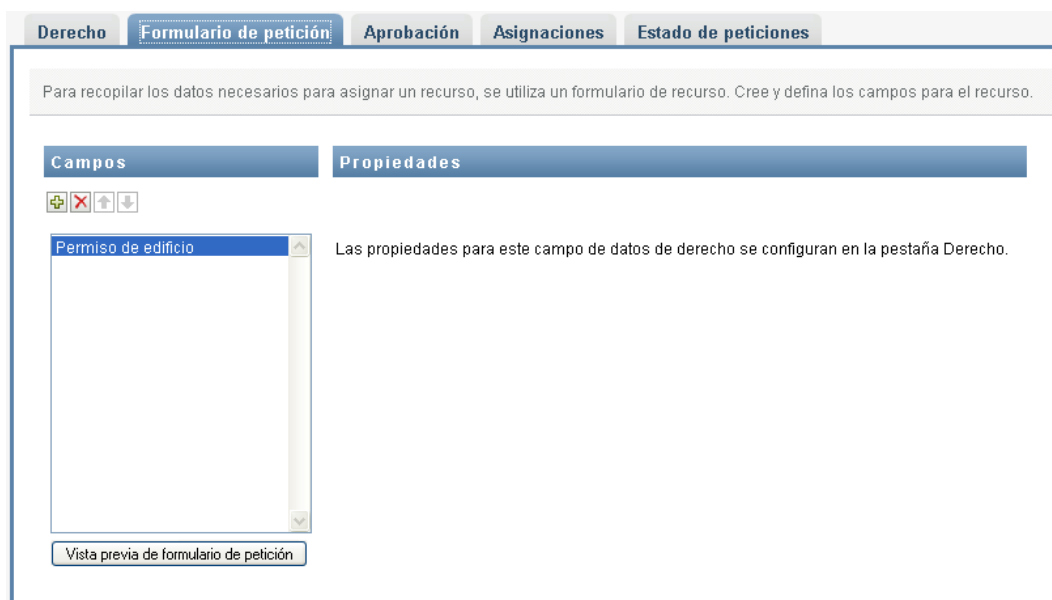 Derecho Formulario de petición Aprobación Asignaciones Estado de peticiones
Para recopilar los datos necesarios para asignar un recurso, se utiliza un formulario de recurso. Cree y defina los campos para el recurso.
Campos Propiedades
Permiso de edificio Las propiedades para este campo de datos de derecho se configuran en la pestaña Derecho.
Vista previa de formulario de petición